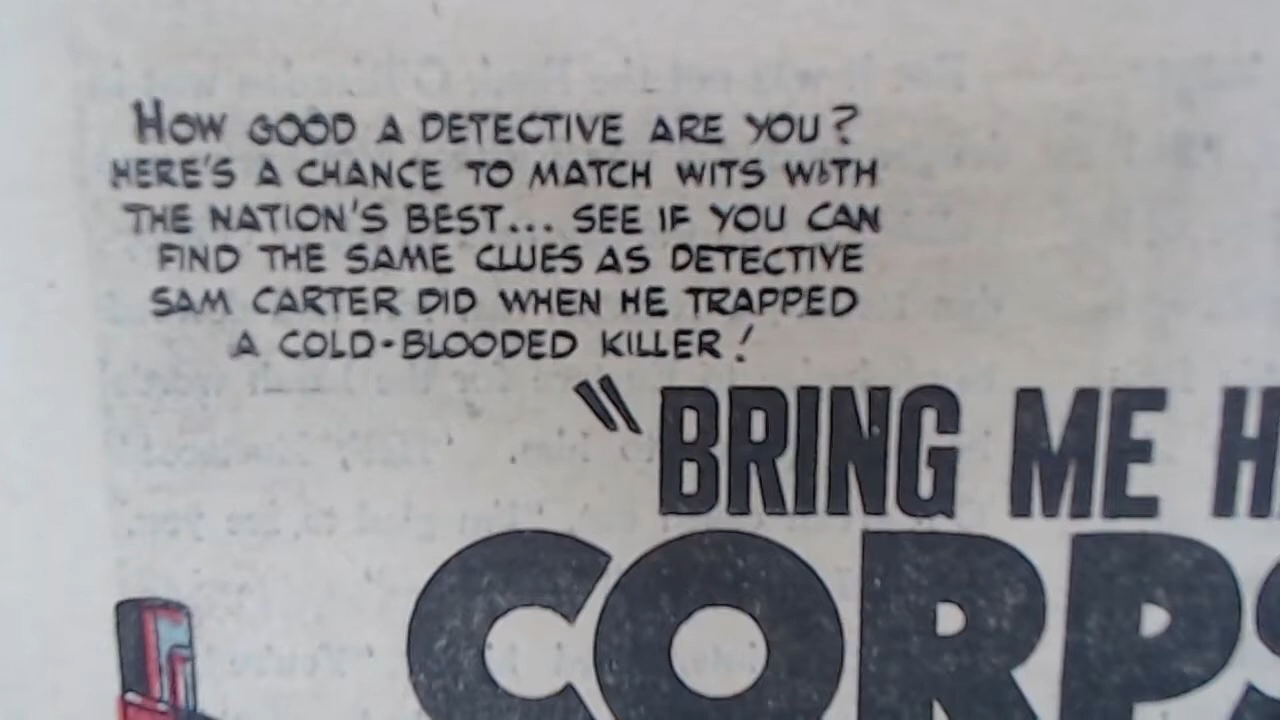 HOW GOOD A DETECTIVE ARE YOU?
HERE'S A CHANCE TO MATCH WITS WITH
THE NATION'S BEST... SEE IF YOU CAN
FIND THE SAME CLUES AS DETECTIVE
SAM CARTER DID WHEN HE TRAPPED
A COLD-BLOODED KILLER!
"BRING ME H
CORPS